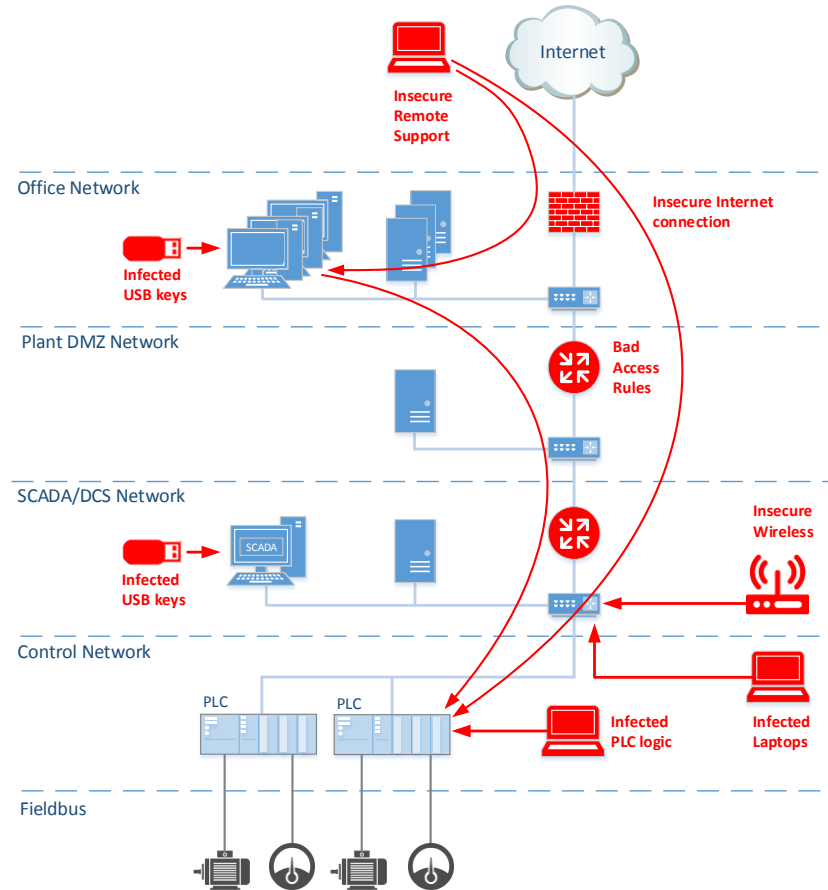 Internet
Insecure
Remote
Support
Office Network
Insecure Internet
connection
Infected
USB keys
Plant DMZ Network
Bad
Access
Rules
SCADA/DCS Network
Insecure
Wireless
SCADA
Infected
USB keys
Control Network
PLC
PLC
Infected
PLC logic
Infected
Laptops
Fieldbus